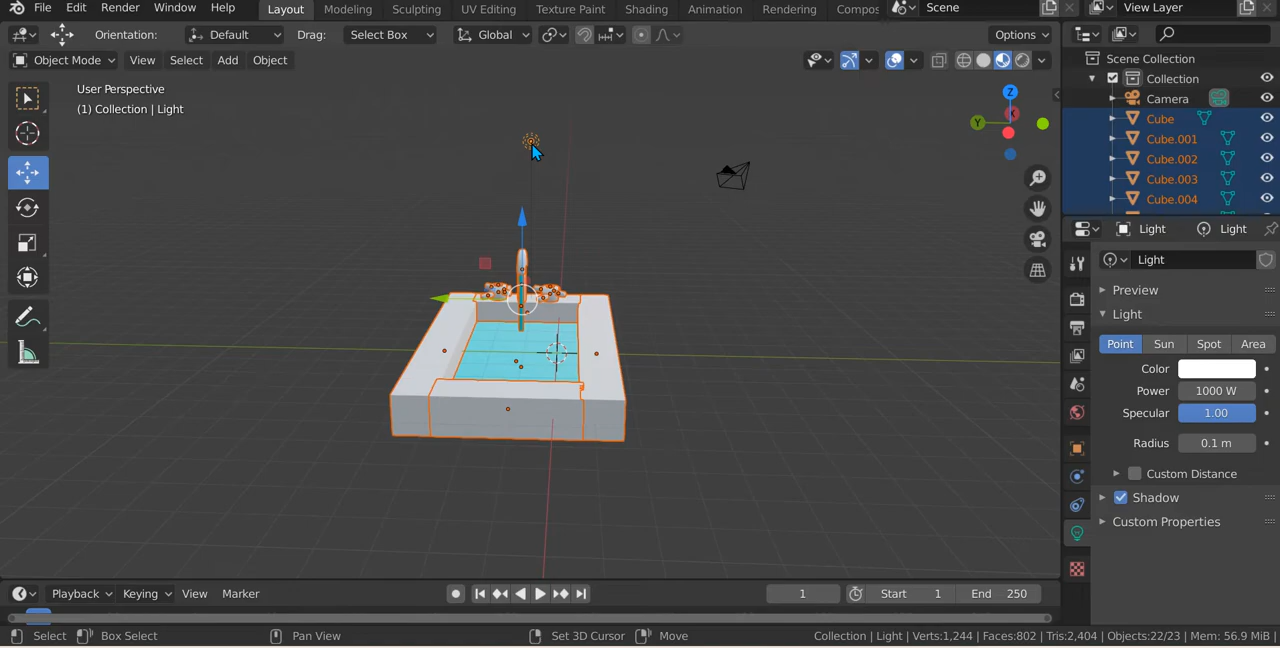 File Edit Render Window Help Layout Modeling Sculpting UV Editing Texture Paint Shading Animation Rendering Compos Scene View Layer
Orientation: Default Drag: Select Box Global Options
Object Mode View Select Add Object
User Perspective
(1) Collection | Light
Z
Y
X
Scene Collection
Collection
Camera
Cube
Cube.001
Cube.002
Cube.003
Cube.004
Light Light
Light
Preview
Light
Point Sun Spot Area
Color
Power 1000 W
Specular 1.00
Radius 0.1 m
Custom Distance
Shadow
Custom Properties
Playback Keying View Marker 1 Start 1 End 250
Select Box Select Pan View Set 3D Cursor Move Collection | Light | Verts:1,244 | Faces:802 | Tris:2,404 | Objects:22/23 | Mem: 56.9 MiB |